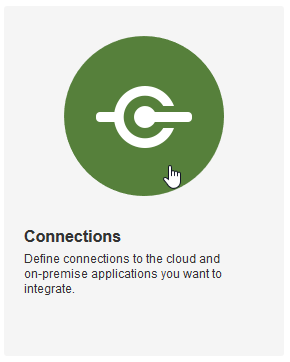 Connections
Define connections to the cloud and
on-premise applications you want to
integrate.